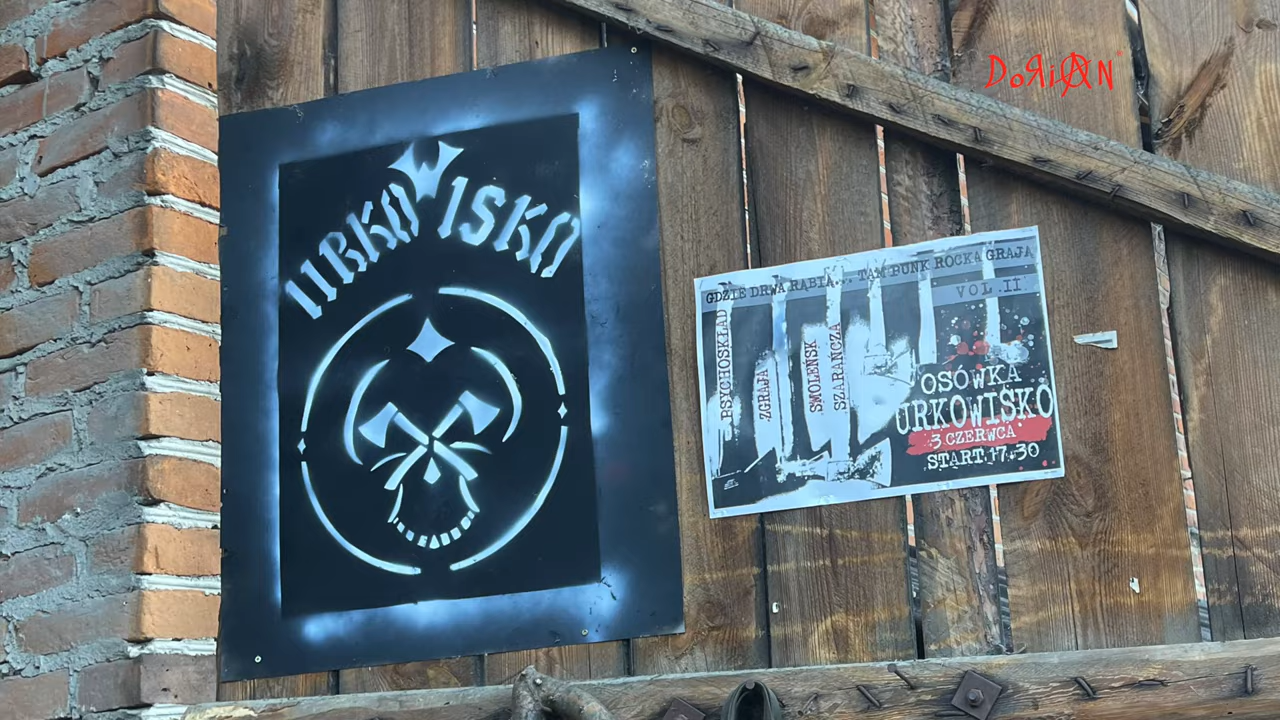 DoRiAN
URKOWISKO
GDZIE DRWA RĄBIĄ... TAM PUNK ROCKA GRAJĄ
VOL.II
PSYCHOSKŁAD
ZGRAJA
SMOLEŃSK
SZARAŃCZA
OSÓWKA
URKOWISKO
3 CZERWCA
START 17.30